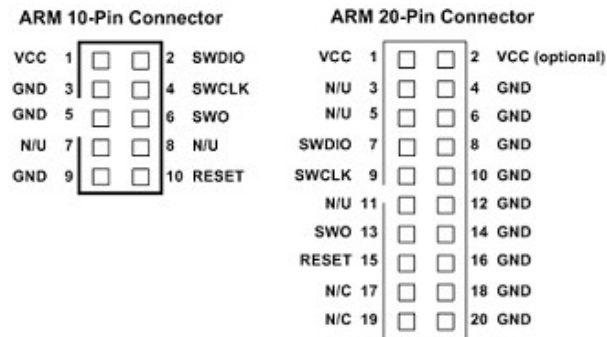 ARM 10-Pin Connector
VCC 1 2 SWDIO
GND 3 4 SWCLK
GND 5 6 SWO
N/U 7 8 N/U
GND 9 10 RESET
ARM 20-Pin Connector
VCC 1 2 VCC (optional)
N/U 3 4 GND
N/U 5 6 GND
SWDIO 7 8 GND
SWCLK 9 10 GND
N/U 11 12 GND
SWO 13 14 GND
RESET 15 16 GND
N/C 17 18 GND
N/C 19 20 GND